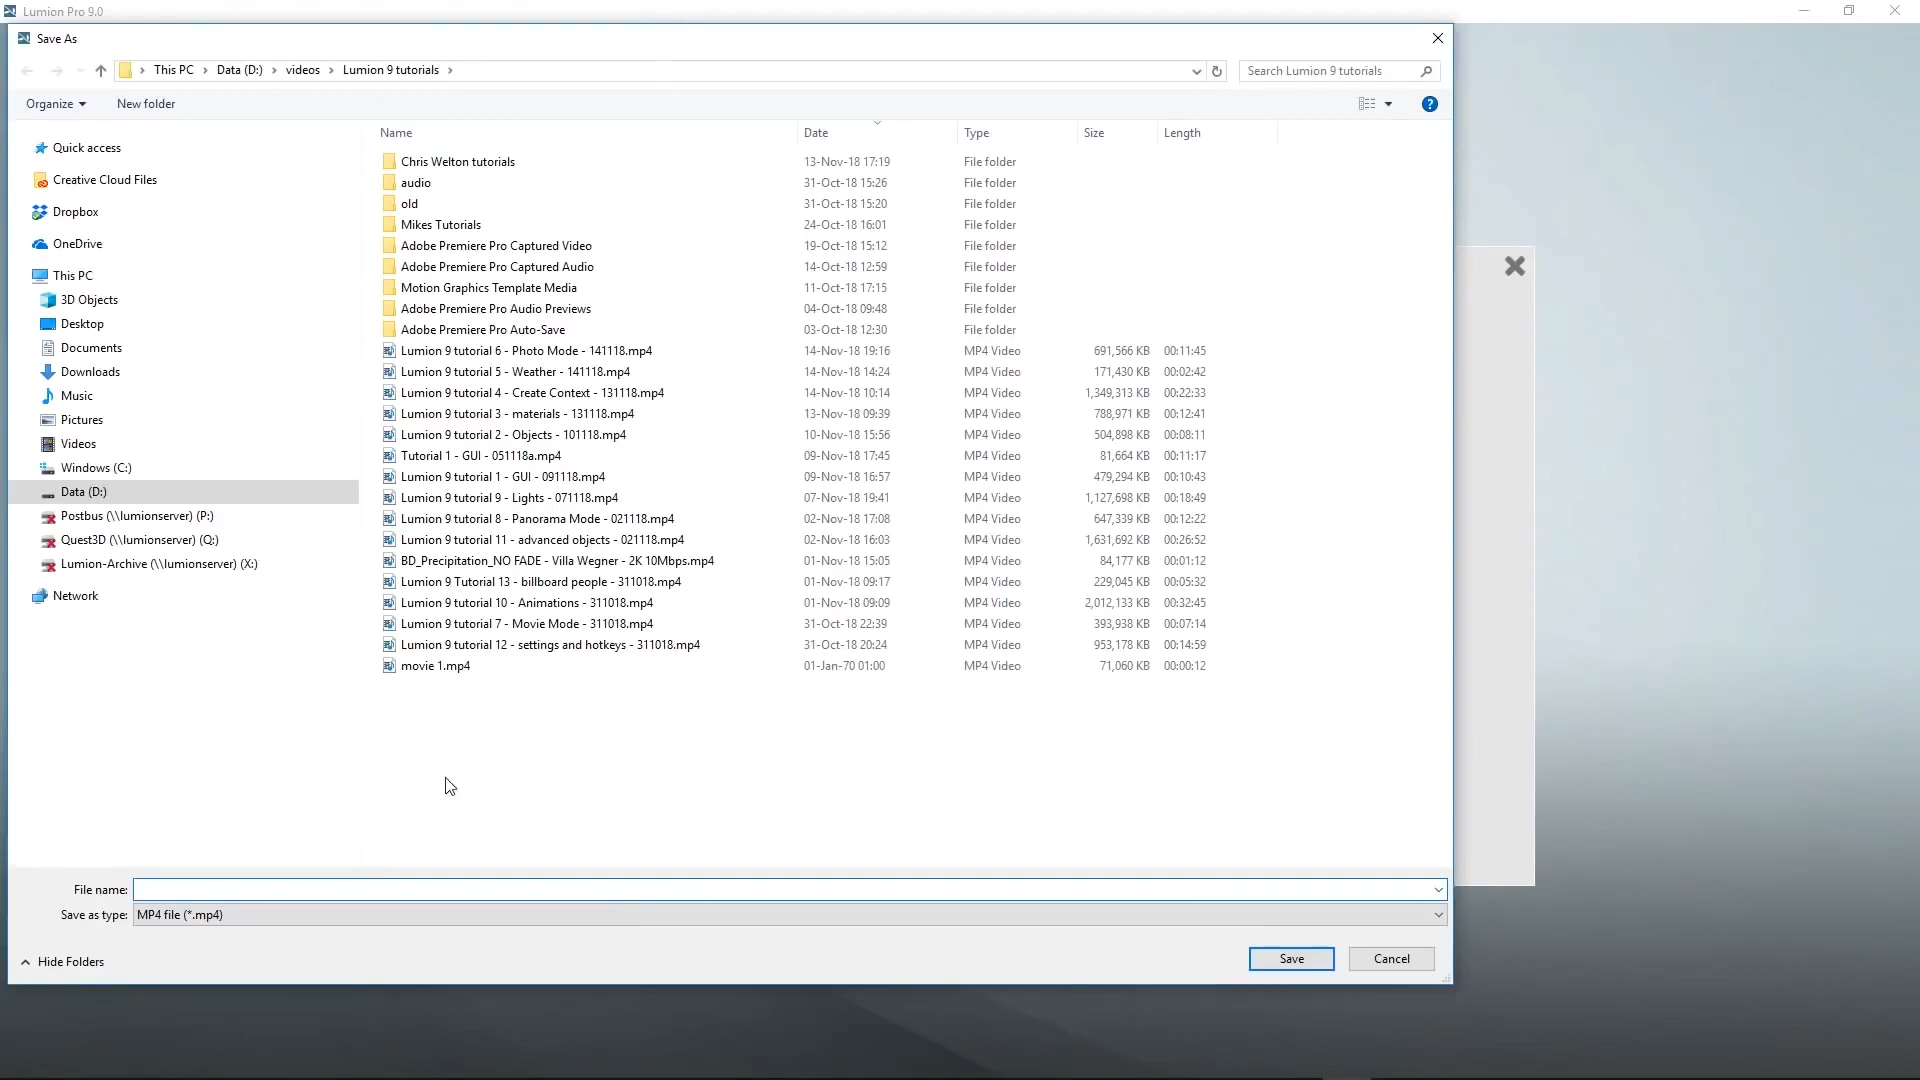 Lumion Pro 9.0
Save As
This PC > Data (D:) > videos > Lumion 9 tutorials >
Search Lumion 9 tutorials
Organize New folder
Name Date Type Size Length
Quick access
Creative Cloud Files
Dropbox
OneDrive
This PC
3D Objects
Desktop
Documents
Downloads
Music
Pictures
Videos
Windows (C:)
Data (D:)
Postbus (\\lumionserver) (P:)
Quest3D (\\lumionserver) (Q:)
Lumion-Archive (\\lumionserver) (X:)
Network
Chris Welton tutorials 13-Nov-18 17:19 File folder
audio 31-Oct-18 15:26 File folder
old 31-Oct-18 15:20 File folder
Mikes Tutorials 24-Oct-18 16:01 File folder
Adobe Premiere Pro Captured Video 19-Oct-18 15:12 File folder
Adobe Premiere Pro Captured Audio 14-Oct-18 12:59 File folder
Motion Graphics Template Media 11-Oct-18 17:15 File folder
Adobe Premiere Pro Audio Previews 04-Oct-18 09:48 File folder
Adobe Premiere Pro Auto-Save 03-Oct-18 12:30 File folder
Lumion 9 tutorial 6 - Photo Mode - 141118.mp4 14-Nov-18 19:16 MP4 Video 691,566 KB 00:11:45
Lumion 9 tutorial 5 - Weather - 141118.mp4 14-Nov-18 14:24 MP4 Video 171,430 KB 00:02:42
Lumion 9 tutorial 4 - Create Context - 131118.mp4 14-Nov-18 10:14 MP4 Video 1,349,313 KB 00:22:33
Lumion 9 tutorial 3 - materials - 131118.mp4 13-Nov-18 09:39 MP4 Video 788,971 KB 00:12:41
Lumion 9 tutorial 2 - Objects - 101118.mp4 10-Nov-18 15:56 MP4 Video 504,898 KB 00:08:11
Tutorial 1 - GUI - 051118a.mp4 09-Nov-18 17:45 MP4 Video 81,664 KB 00:11:17
Lumion 9 tutorial 1 - GUI - 091118.mp4 09-Nov-18 16:57 MP4 Video 479,294 KB 00:10:43
Lumion 9 tutorial 9 - Lights - 071118.mp4 07-Nov-18 19:41 MP4 Video 1,127,698 KB 00:18:49
Lumion 9 tutorial 8 - Panorama Mode - 021118.mp4 02-Nov-18 17:08 MP4 Video 647,339 KB 00:12:22
Lumion 9 tutorial 11 - advanced objects - 021118.mp4 02-Nov-18 16:03 MP4 Video 1,631,692 KB 00:26:52
BD_Precipitation_NO FADE - Villa Wegner - 2K 10Mbps.mp4 01-Nov-18 15:05 MP4 Video 84,177 KB 00:01:12
Lumion 9 Tutorial 13 - billboard people - 311018.mp4 01-Nov-18 09:17 MP4 Video 229,045 KB 00:05:32
Lumion 9 tutorial 10 - Animations - 311018.mp4 01-Nov-18 09:09 MP4 Video 2,012,133 KB 00:32:45
Lumion 9 tutorial 7 - Movie Mode - 311018.mp4 31-Oct-18 22:39 MP4 Video 393,938 KB 00:07:14
Lumion 9 tutorial 12 - settings and hotkeys - 311018.mp4 31-Oct-18 20:24 MP4 Video 953,178 KB 00:14:59
movie 1.mp4 01-Jan-70 01:00 MP4 Video 71,060 KB 00:00:12
File name:
Save as type: MP4 file (*.mp4)
Hide Folders
Save Cancel